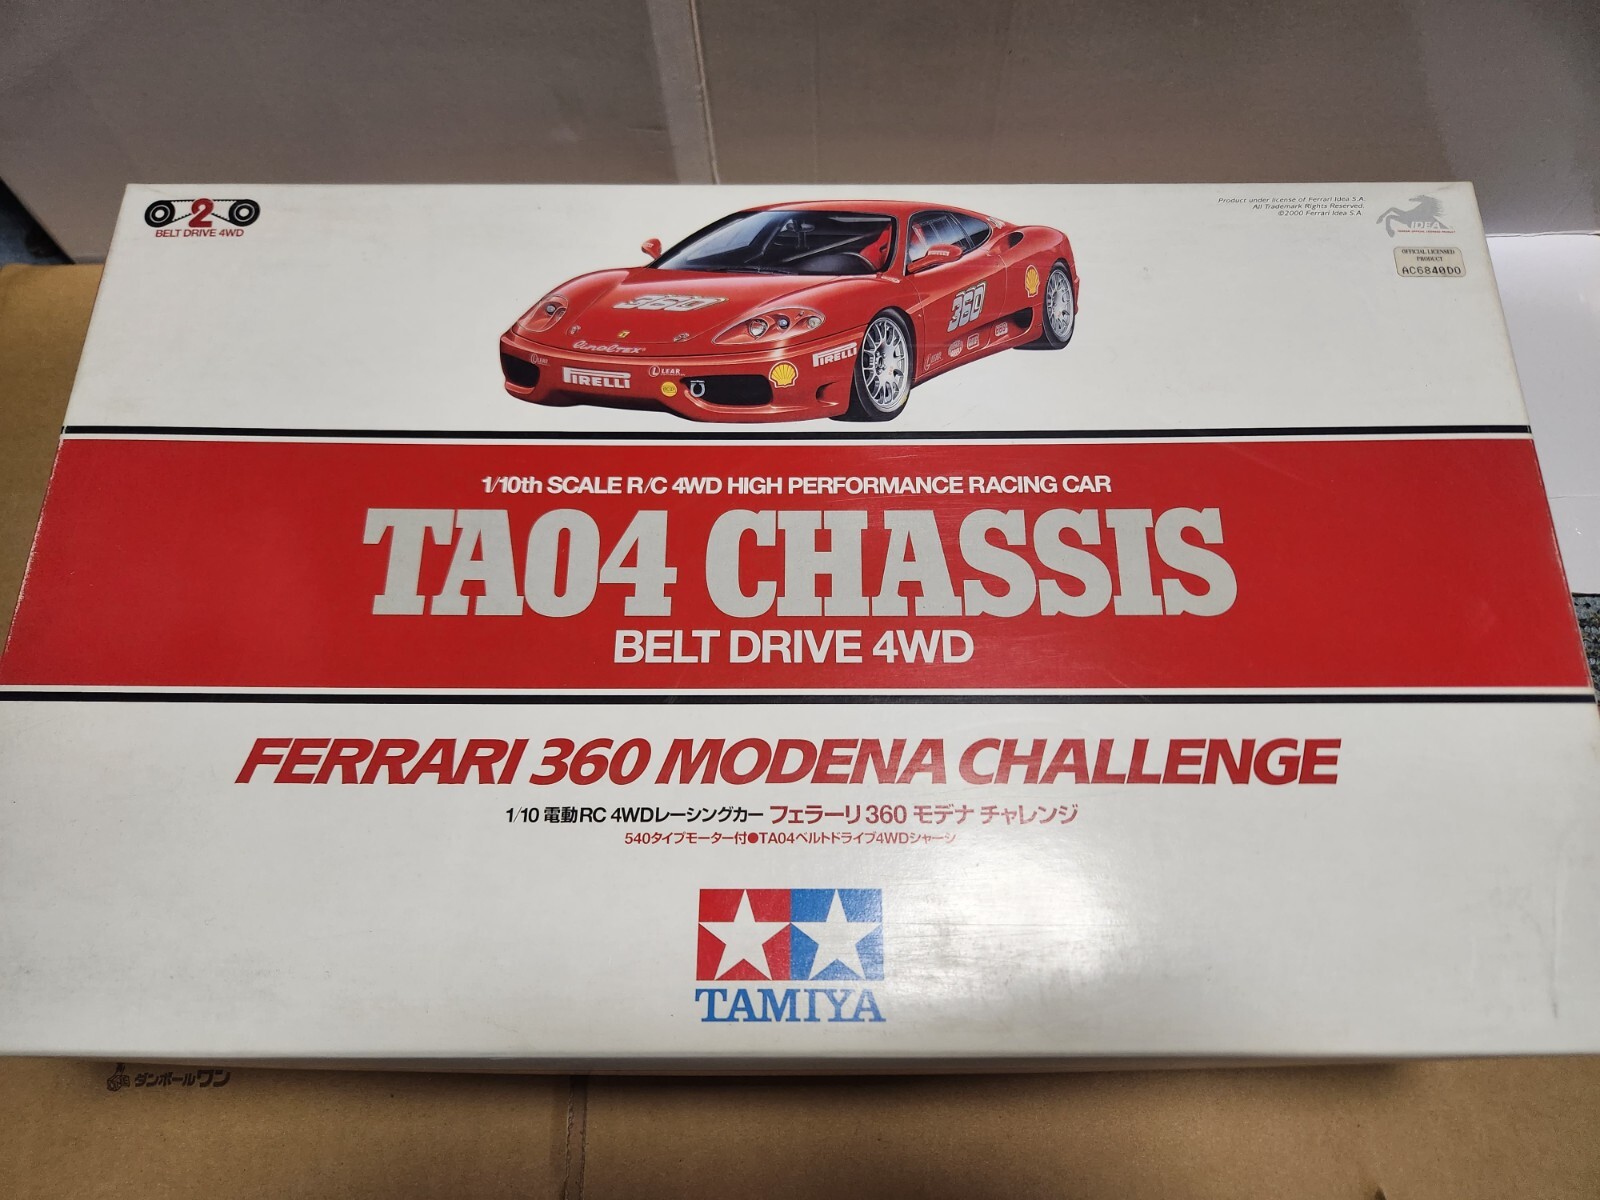 2
BELT DRIVE 4WD
Product under license of Ferrari Idea S.A.
All Trademark Rights Reserved.
©2000 Ferrari Idea S.A.
IDEA
OFFICIAL LICENSED
PRODUCT
AC6840D0
360
PIRELLI
LEAR
PIRELLI
360
1/10th SCALE R/C 4WD HIGH PERFORMANCE RACING CAR
TA04 CHASSIS
BELT DRIVE 4WD
FERRARI 360 MODENA CHALLENGE
1/10 電動RC 4WDレーシングカー フェラーリ360 モデナ チャレンジ
540タイプモーター付●TA04ベルトドライブ4WDシャーシ
TAMIYA
ダンボールワン